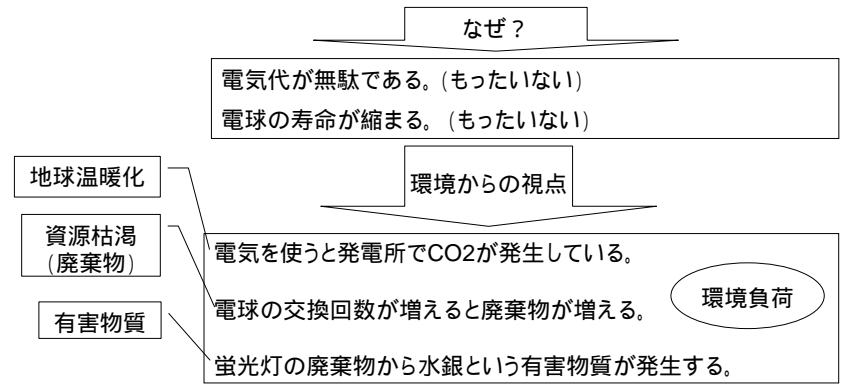 なぜ？
電気代が無駄である。(もったいない)
電球の寿命が縮まる。(もったいない)
環境からの視点
地球温暖化
電気を使うと発電所でCO2が発生している。
資源枯渇
(廃棄物)
電球の交換回数が増えると廃棄物が増える。
環境負荷
有害物質
蛍光灯の廃棄物から水銀という有害物質が発生する。